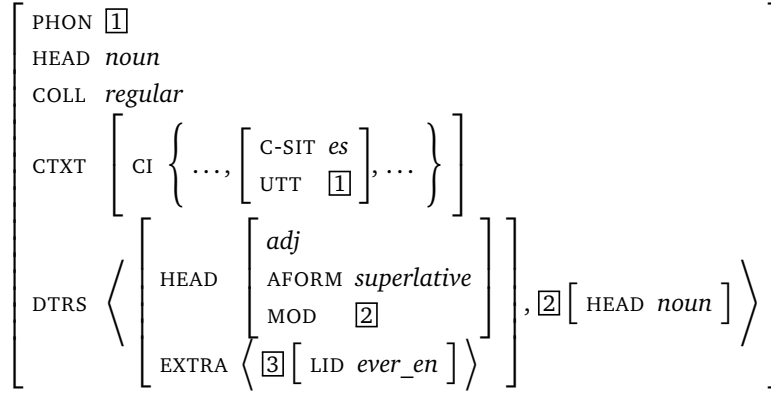 PHON 1
HEAD noun
COLL regular
CTXT [ CI { …, [ C-SIT es
UTT 1 ], … } ]
DTRS ⟨ [ HEAD [ adj
AFORM superlative
MOD 2 ]
EXTRA ⟨ 3 [ LID ever_en ] ⟩ ], 2 [ HEAD noun ] ⟩